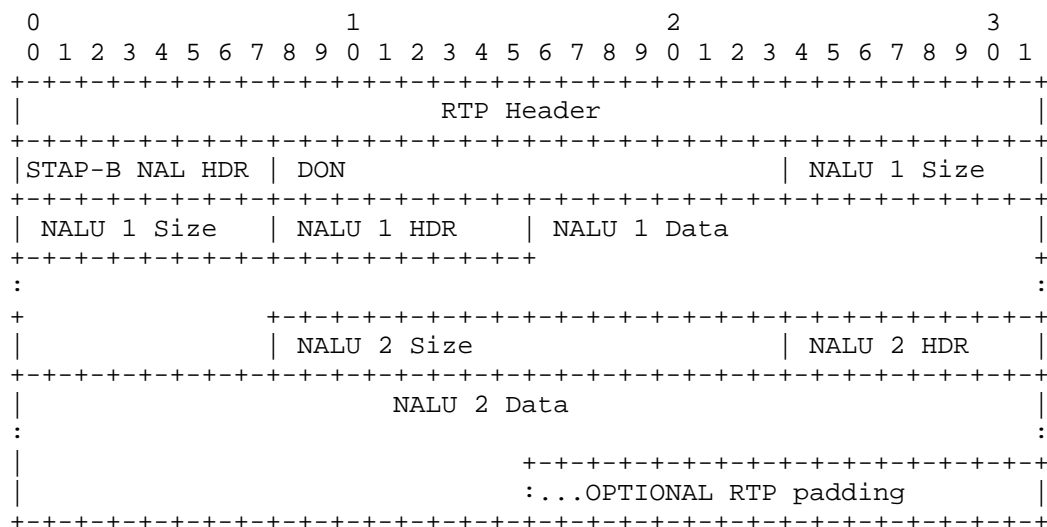 0                   1                   2                   3
 0 1 2 3 4 5 6 7 8 9 0 1 2 3 4 5 6 7 8 9 0 1 2 3 4 5 6 7 8 9 0 1
+-+-+-+-+-+-+-+-+-+-+-+-+-+-+-+-+-+-+-+-+-+-+-+-+-+-+-+-+-+-+-+-+
|                          RTP Header                           |
+-+-+-+-+-+-+-+-+-+-+-+-+-+-+-+-+-+-+-+-+-+-+-+-+-+-+-+-+-+-+-+-+
|STAP-B NAL HDR | DON                           | NALU 1 Size   |
+-+-+-+-+-+-+-+-+-+-+-+-+-+-+-+-+-+-+-+-+-+-+-+-+-+-+-+-+-+-+-+-+
| NALU 1 Size   | NALU 1 HDR    | NALU 1 Data                   |
+-+-+-+-+-+-+-+-+-+-+-+-+-+-+-+-+                               +
:                                                               :
+               +-+-+-+-+-+-+-+-+-+-+-+-+-+-+-+-+-+-+-+-+-+-+-+-+
|               | NALU 2 Size                   | NALU 2 HDR    |
+-+-+-+-+-+-+-+-+-+-+-+-+-+-+-+-+-+-+-+-+-+-+-+-+-+-+-+-+-+-+-+-+
|                       NALU 2 Data                             |
:                                                               :
|                               +-+-+-+-+-+-+-+-+-+-+-+-+-+-+-+-+
|                               :...OPTIONAL RTP padding        |
+-+-+-+-+-+-+-+-+-+-+-+-+-+-+-+-+-+-+-+-+-+-+-+-+-+-+-+-+-+-+-+-+